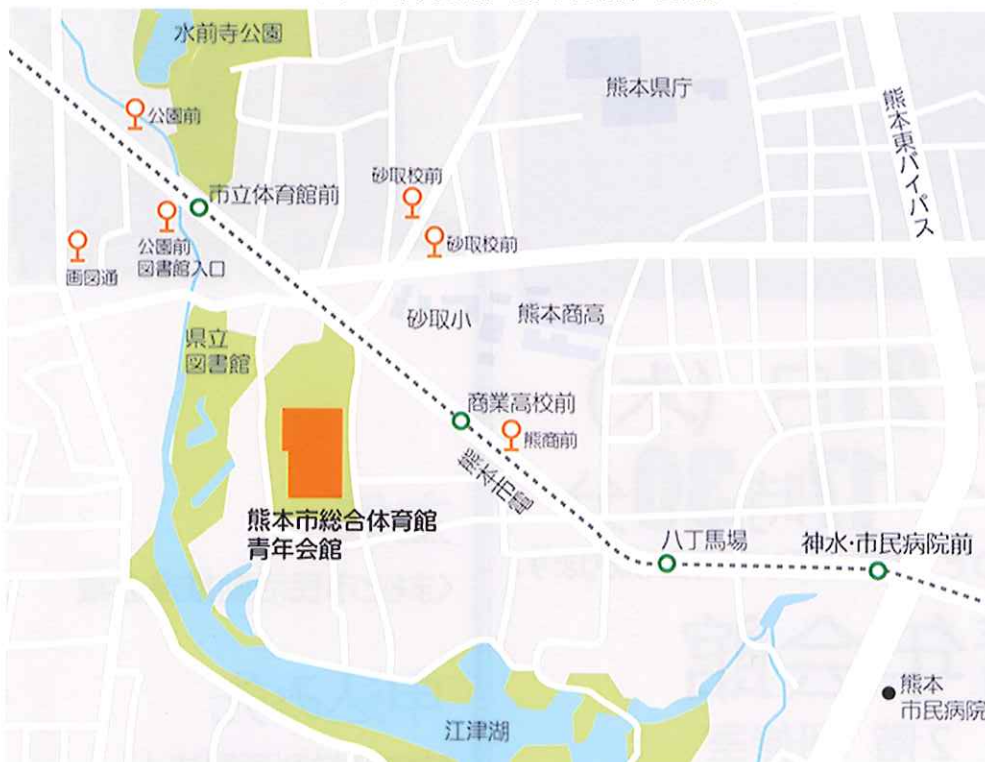 水前寺公園
熊本県庁
公園前
熊本東バイパス
砂取校前
市立体育館前
砂取校前
公園前
図書館入口
画図通
砂取小
熊本商高
県立
図書館
商業高校前
熊商前
熊本市電
熊本市総合体育館
青年会館
八丁馬場
神水・市民病院前
熊本
市民病院
江津湖